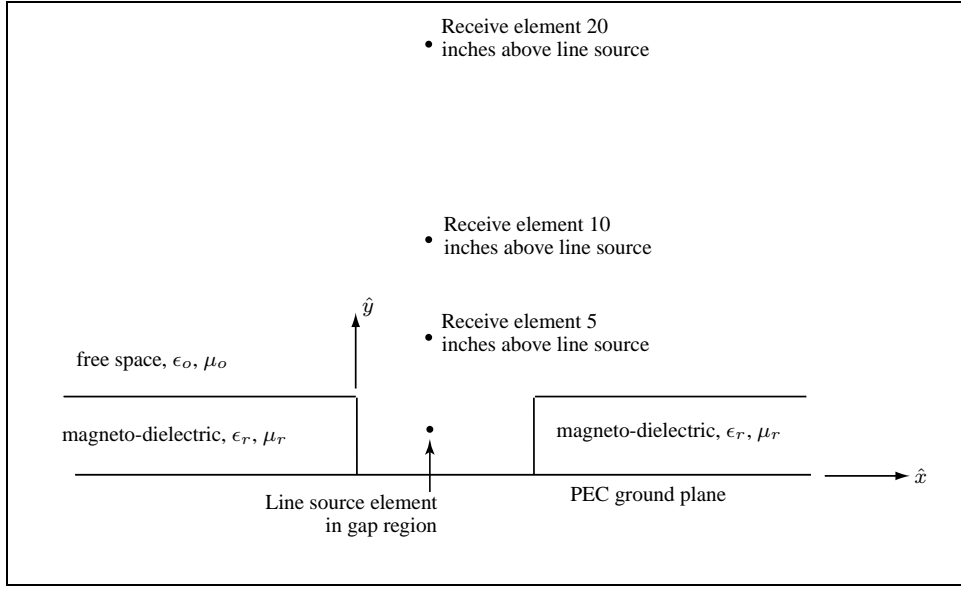 Receive element 20
inches above line source
Receive element 10
inches above line source
ŷ
Receive element 5
inches above line source
free space, ϵₒ, μₒ
magneto-dielectric, ϵᵣ, μᵣ
magneto-dielectric, ϵᵣ, μᵣ
x̂
PEC ground plane
Line source element
in gap region